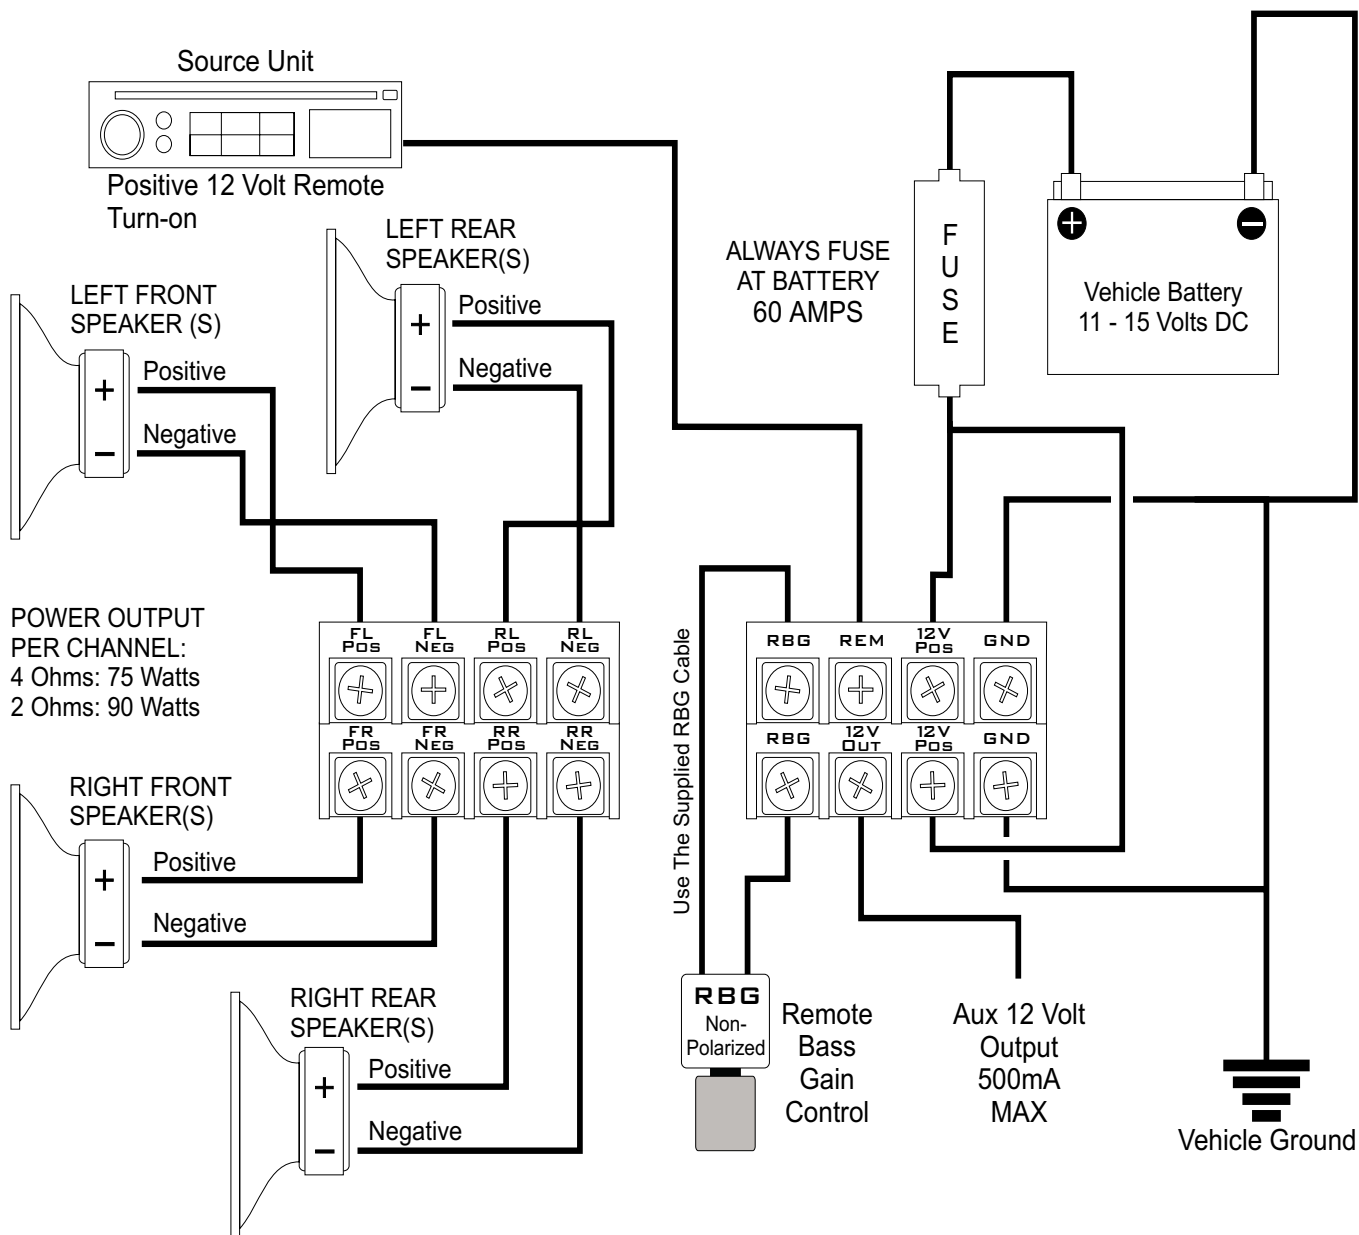 Source Unit
Positive 12 Volt Remote
Turn-on
LEFT REAR
SPEAKER(S)
+
Positive
−
Negative
LEFT FRONT
SPEAKER (S)
+
Positive
−
Negative
ALWAYS FUSE
AT BATTERY
60 AMPS
F
U
S
E
+
−
Vehicle Battery
11 - 15 Volts DC
POWER OUTPUT
PER CHANNEL:
4 Ohms: 75 Watts
2 Ohms: 90 Watts
FL
POS
FL
NEG
RL
POS
RL
NEG
FR
POS
FR
NEG
RR
POS
RR
NEG
Use The Supplied RBG Cable
RBG
REM
12V
POS
GND
RBG
12V
OUT
12V
POS
GND
RIGHT FRONT
SPEAKER(S)
+
Positive
−
Negative
RIGHT REAR
SPEAKER(S)
+
Positive
−
Negative
RBG
Non-
Polarized
Remote
Bass
Gain
Control
Aux 12 Volt
Output
500mA
MAX
Vehicle Ground